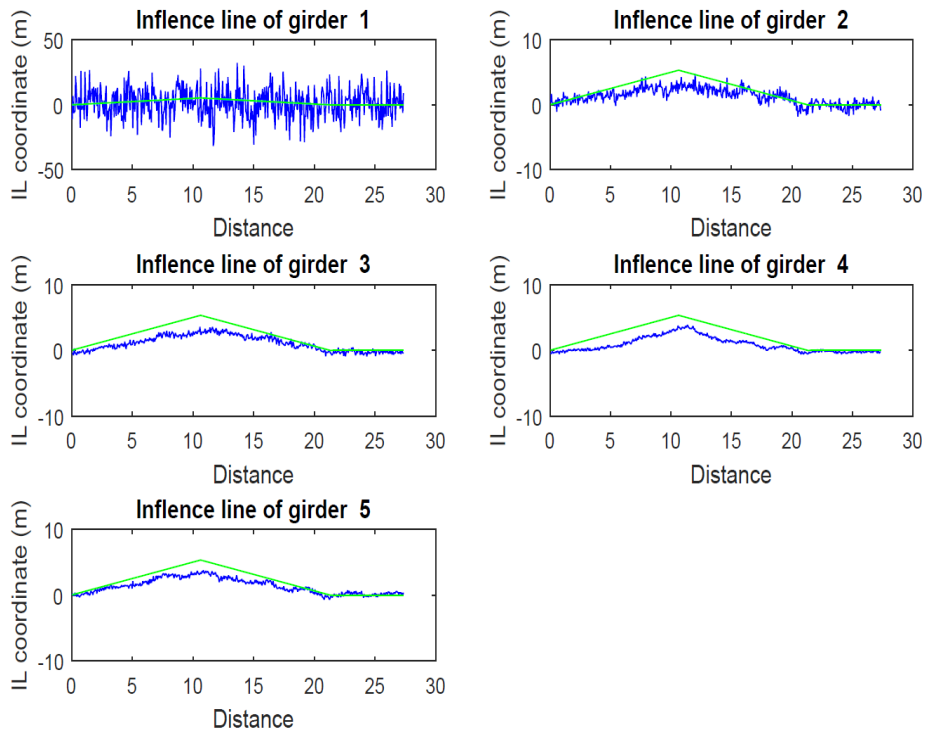 Inflence line of girder 1
IL coordinate (m)
50
0
-50
0 5 10 15 20 25 30
Distance
Inflence line of girder 2
IL coordinate (m)
10
0
-10
0 5 10 15 20 25 30
Distance
Inflence line of girder 3
IL coordinate (m)
10
0
-10
0 5 10 15 20 25 30
Distance
Inflence line of girder 4
IL coordinate (m)
10
0
-10
0 5 10 15 20 25 30
Distance
Inflence line of girder 5
IL coordinate (m)
10
0
-10
0 5 10 15 20 25 30
Distance